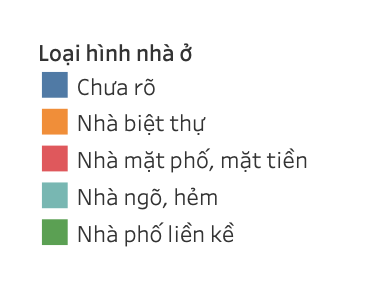 Loại hình nhà ở
Chưa rõ
Nhà biệt thự
Nhà mặt phố, mặt tiền
Nhà ngõ, hẻm
Nhà phố liền kề